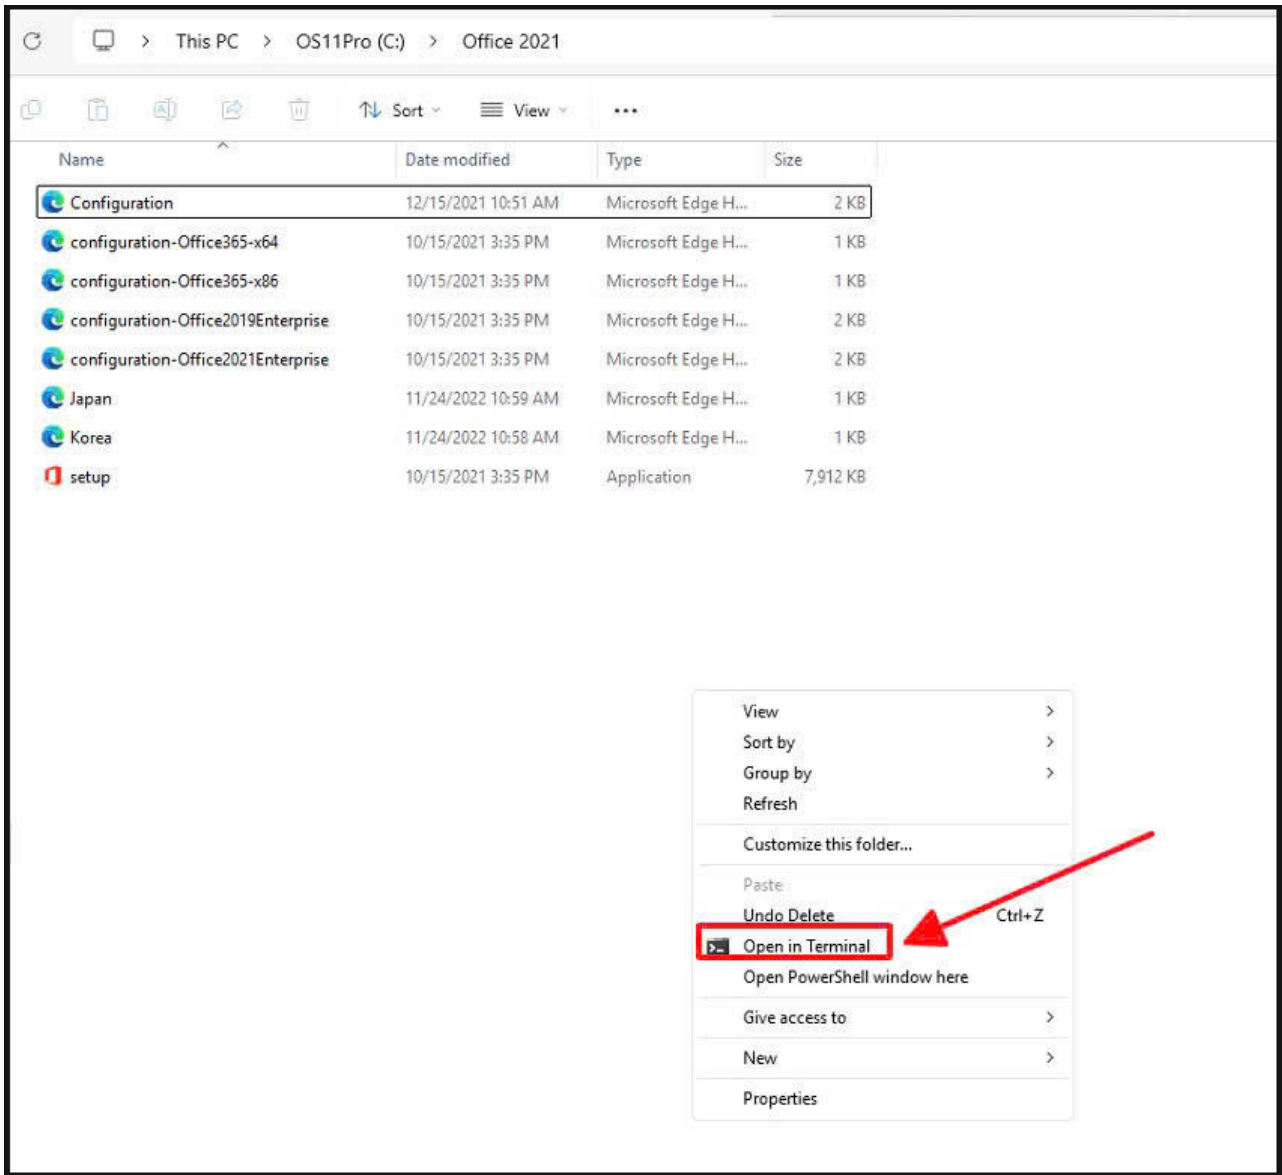 This PC > OS11Pro (C:) > Office 2021
Sort View ...
Name Date modified Type Size
Configuration 12/15/2021 10:51 AM Microsoft Edge H... 2 KB
configuration-Office365-x64 10/15/2021 3:35 PM Microsoft Edge H... 1 KB
configuration-Office365-x86 10/15/2021 3:35 PM Microsoft Edge H... 1 KB
configuration-Office2019Enterprise 10/15/2021 3:35 PM Microsoft Edge H... 2 KB
configuration-Office2021Enterprise 10/15/2021 3:35 PM Microsoft Edge H... 2 KB
Japan 11/24/2022 10:59 AM Microsoft Edge H... 1 KB
Korea 11/24/2022 10:58 AM Microsoft Edge H... 1 KB
setup 10/15/2021 3:35 PM Application 7,912 KB
View >
Sort by >
Group by >
Refresh
Customize this folder...
Paste
Undo Delete Ctrl+Z
Open in Terminal
Open PowerShell window here
Give access to >
New >
Properties